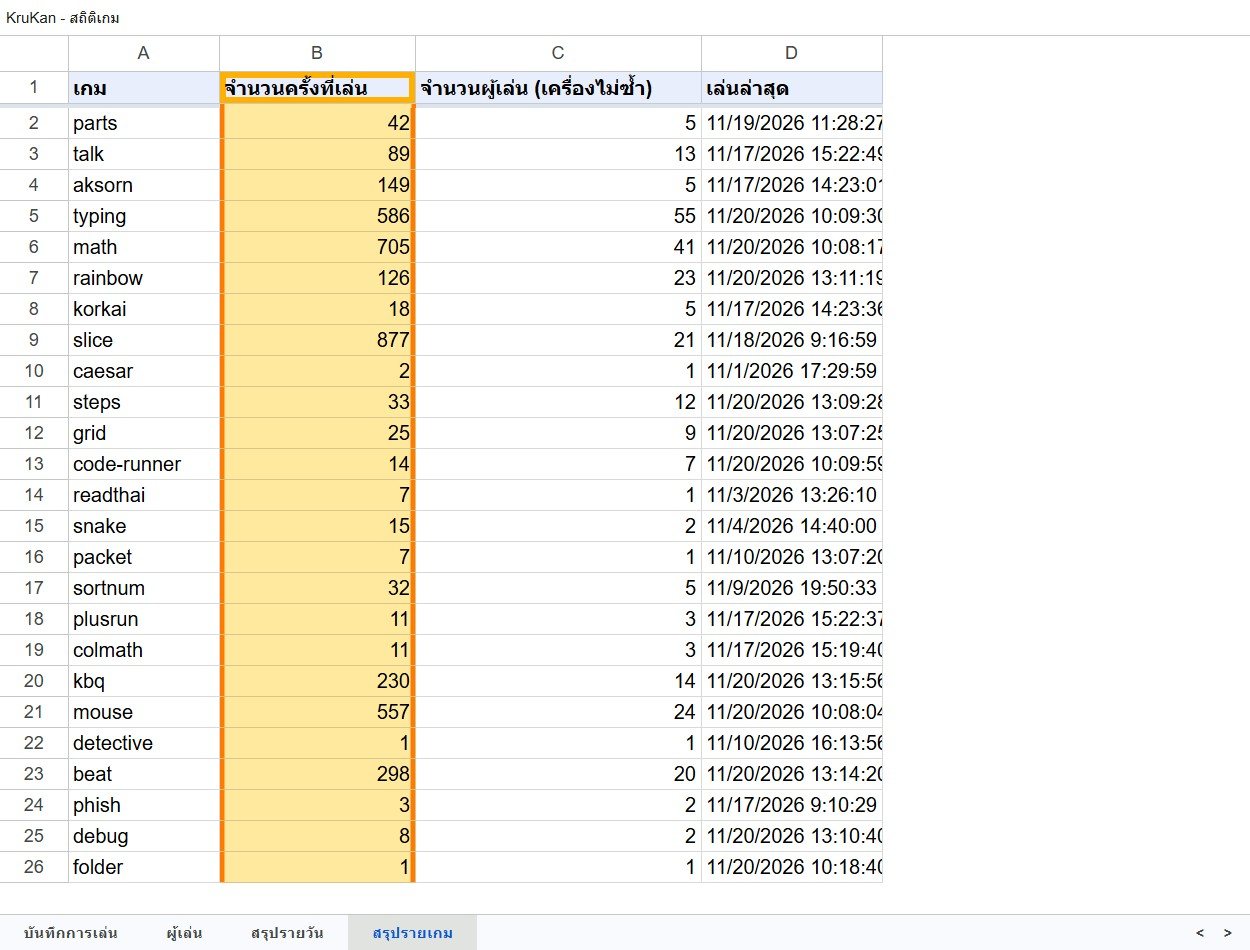 KruKan - สถิติเกม
A B C D
1 เกม จำนวนครั้งที่เล่น จำนวนผู้เล่น (เครื่องไม่ซ้ำ) เล่นล่าสุด
2 parts 42 5 11/19/2026 11:28:27
3 talk 89 13 11/17/2026 15:22:49
4 aksorn 149 5 11/17/2026 14:23:01
5 typing 586 55 11/20/2026 10:09:30
6 math 705 41 11/20/2026 10:08:17
7 rainbow 126 23 11/20/2026 13:11:19
8 korkai 18 5 11/17/2026 14:23:36
9 slice 877 21 11/18/2026 9:16:59
10 caesar 2 1 11/1/2026 17:29:59
11 steps 33 12 11/20/2026 13:09:28
12 grid 25 9 11/20/2026 13:07:25
13 code-runner 14 7 11/20/2026 10:09:59
14 readthai 7 1 11/3/2026 13:26:10
15 snake 15 2 11/4/2026 14:40:00
16 packet 7 1 11/10/2026 13:07:20
17 sortnum 32 5 11/9/2026 19:50:33
18 plusrun 11 3 11/17/2026 15:22:37
19 colmath 11 3 11/17/2026 15:19:40
20 kbq 230 14 11/20/2026 13:15:56
21 mouse 557 24 11/20/2026 10:08:04
22 detective 1 1 11/10/2026 16:13:56
23 beat 298 20 11/20/2026 13:14:20
24 phish 3 2 11/17/2026 9:10:29
25 debug 8 2 11/20/2026 13:10:40
26 folder 1 1 11/20/2026 10:18:40
บันทึกการเล่น ผู้เล่น สรุปรายวัน สรุปรายเกม < >